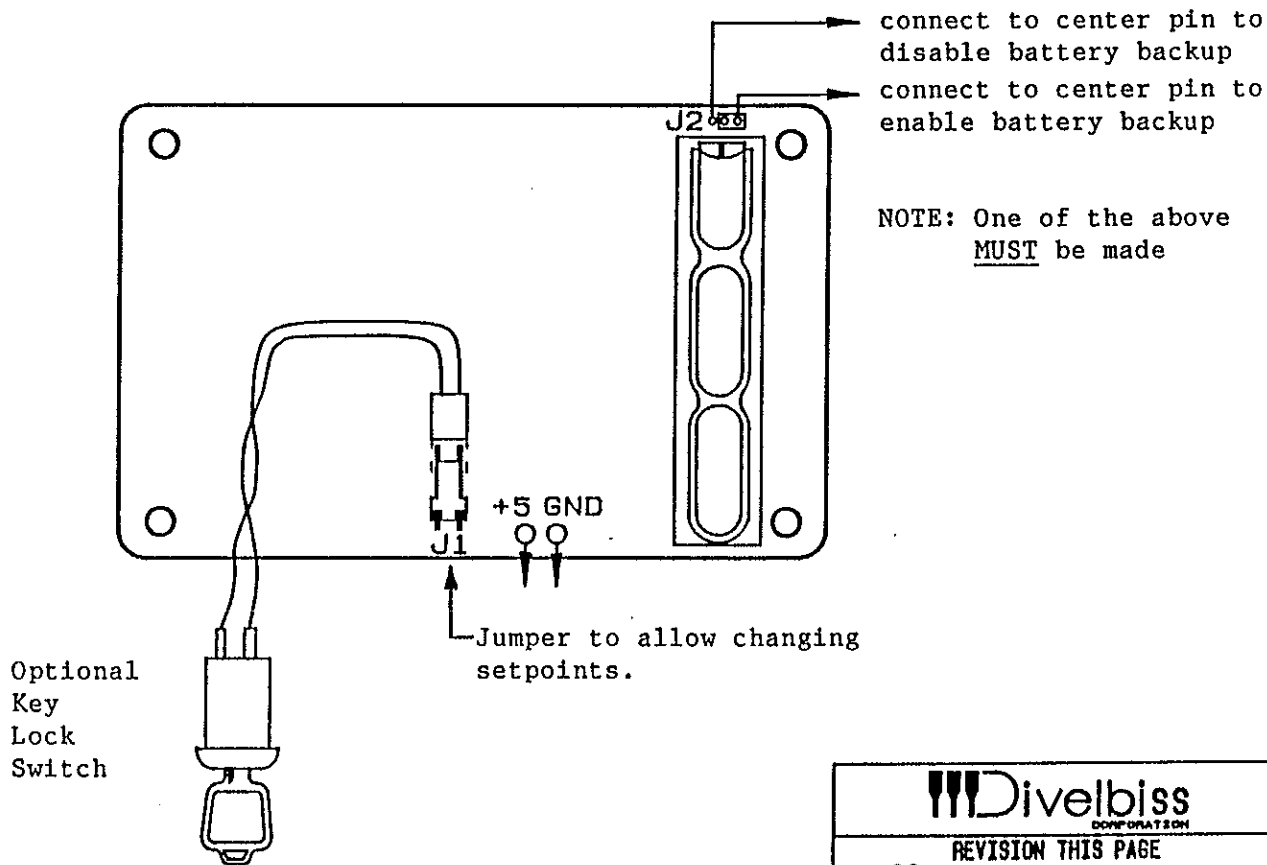 connect to center pin to
disable battery backup
connect to center pin to
enable battery backup
J2
NOTE: One of the above
MUST be made
+5 GND
J1
Jumper to allow changing
setpoints.
Optional
Key
Lock
Switch
Divelbiss
CORPORATION
REVISION THIS PAGE